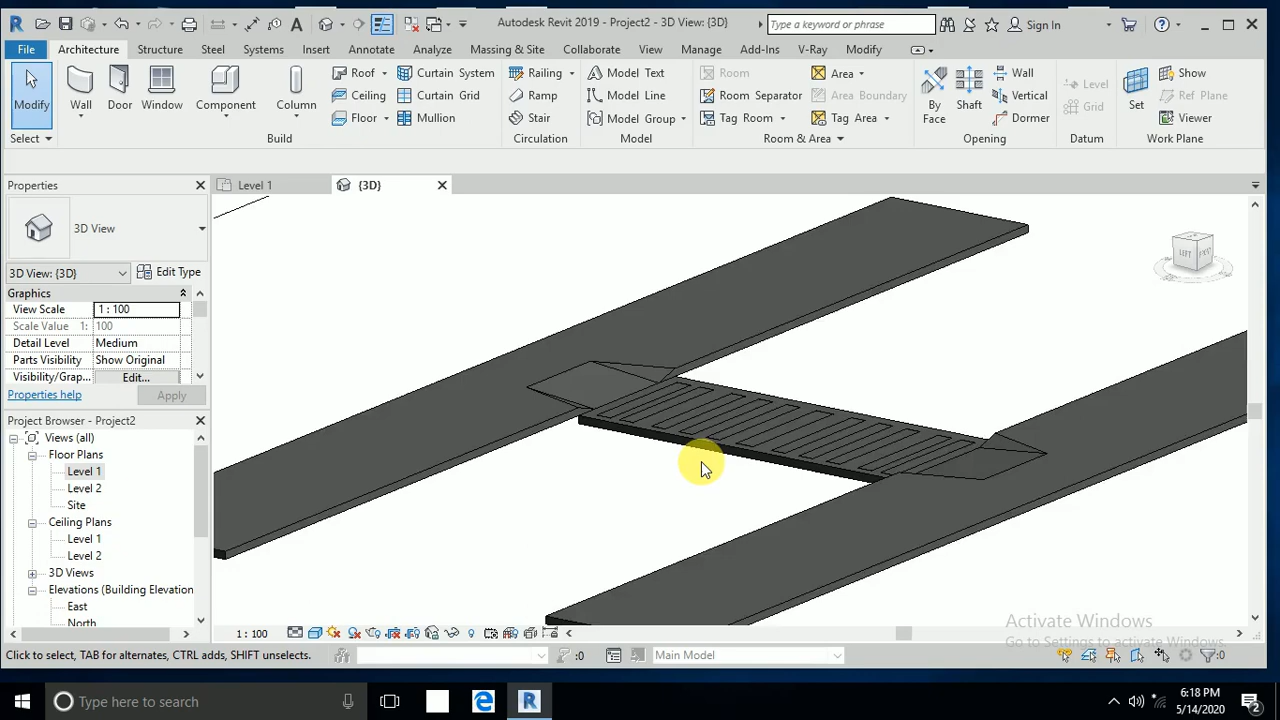 Autodesk Revit 2019 - Project2 - 3D View: {3D}
Type a keyword or phrase
Sign In
File Architecture Structure Steel Systems Insert Annotate Analyze Massing & Site Collaborate View Manage Add-Ins V-Ray Modify
Modify
Wall
Door
Window
Component
Column
Roof
Ceiling
Floor
Curtain System
Curtain Grid
Mullion
Railing
Ramp
Stair
Model Text
Model Line
Model Group
Room
Room Separator
Tag Room
Area
Area Boundary
Tag Area
By Face
Shaft
Wall
Vertical
Dormer
Level
Grid
Set
Show
Ref Plane
Viewer
Select Build Circulation Model Room & Area Opening Datum Work Plane
Properties
Level 1
{3D}
3D View
3D View: {3D}
Edit Type
Graphics
View Scale 1 : 100
Scale Value 1: 100
Detail Level Medium
Parts Visibility Show Original
Visibility/Grap... Edit...
Properties help
Apply
Project Browser - Project2
Views (all)
Floor Plans
Level 1
Level 2
Site
Ceiling Plans
Level 1
Level 2
3D Views
Elevations (Building Elevation
East
North
LEFT
Activate Windows
Go to Settings to activate Windows.
1 : 100
Click to select, TAB for alternates, CTRL adds, SHIFT unselects.
:0
Main Model
:0
Type here to search
6:18 PM
5/14/2020
2